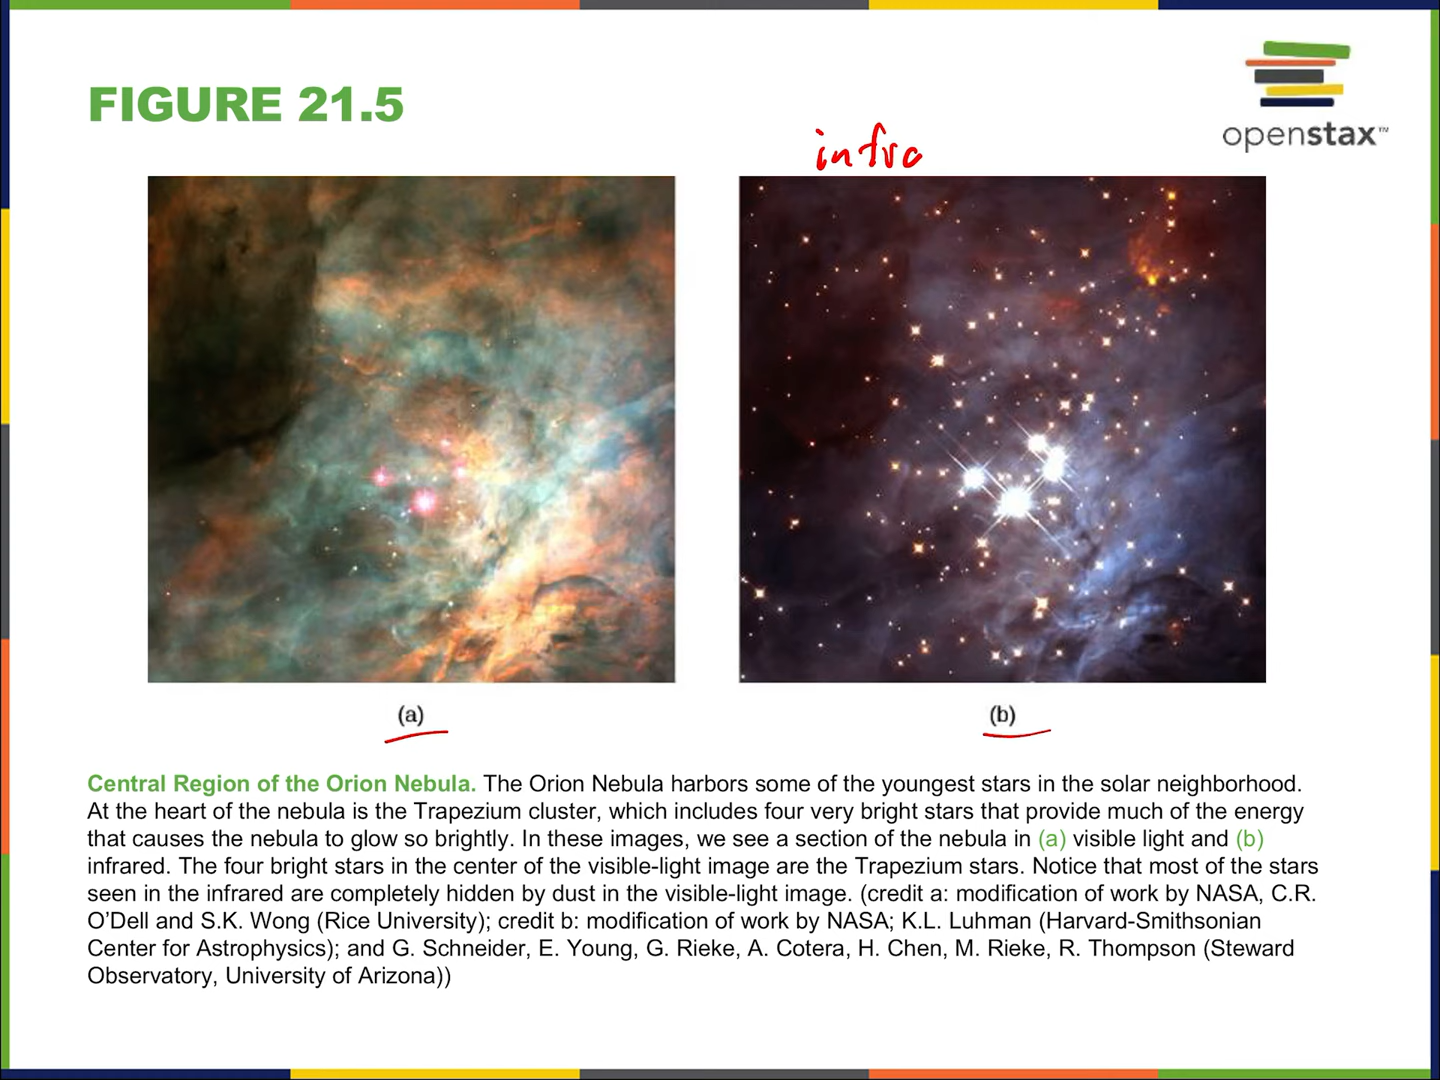 FIGURE 21.5
openstax™
infra
(a)
(b)
Central Region of the Orion Nebula. The Orion Nebula harbors some of the youngest stars in the solar neighborhood.
At the heart of the nebula is the Trapezium cluster, which includes four very bright stars that provide much of the energy
that causes the nebula to glow so brightly. In these images, we see a section of the nebula in (a) visible light and (b)
infrared. The four bright stars in the center of the visible-light image are the Trapezium stars. Notice that most of the stars
seen in the infrared are completely hidden by dust in the visible-light image. (credit a: modification of work by NASA, C.R.
O’Dell and S.K. Wong (Rice University); credit b: modification of work by NASA; K.L. Luhman (Harvard-Smithsonian
Center for Astrophysics); and G. Schneider, E. Young, G. Rieke, A. Cotera, H. Chen, M. Rieke, R. Thompson (Steward
Observatory, University of Arizona))